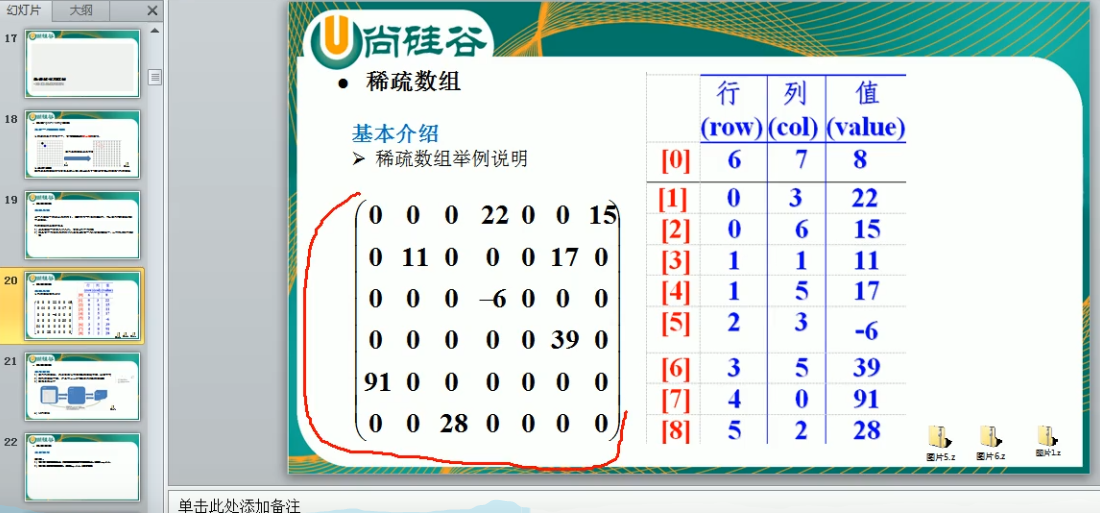 幻灯片 大纲
17
18
19
20
21
22
尚硅谷
● 稀疏数组
基本介绍
➢ 稀疏数组举例说明
0 0 0 22 0 0 15
0 11 0 0 0 17 0
0 0 0 –6 0 0 0
0 0 0 0 0 39 0
91 0 0 0 0 0 0
0 0 28 0 0 0 0
行 列 值
(row) (col) (value)
[0] 6 7 8
[1] 0 3 22
[2] 0 6 15
[3] 1 1 11
[4] 1 5 17
[5] 2 3 -6
[6] 3 5 39
[7] 4 0 91
[8] 5 2 28
图片5.z 图片6.z 图片1.z
单击此处添加备注